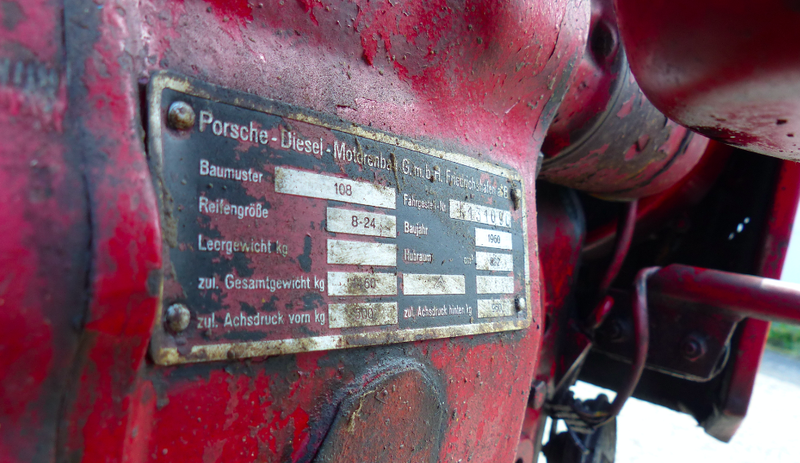 Porsche-Diesel-Motorenbau G.m.b.H. Friedrichshafen a/B
Baumuster 108 Fahrgestell-Nr.
Reifengröße 8-24 Baujahr 1960
Leergewicht kg Hubraum cm³
zul. Gesamtgewicht kg
zul. Achsdruck vorn kg zul. Achsdruck hinten kg